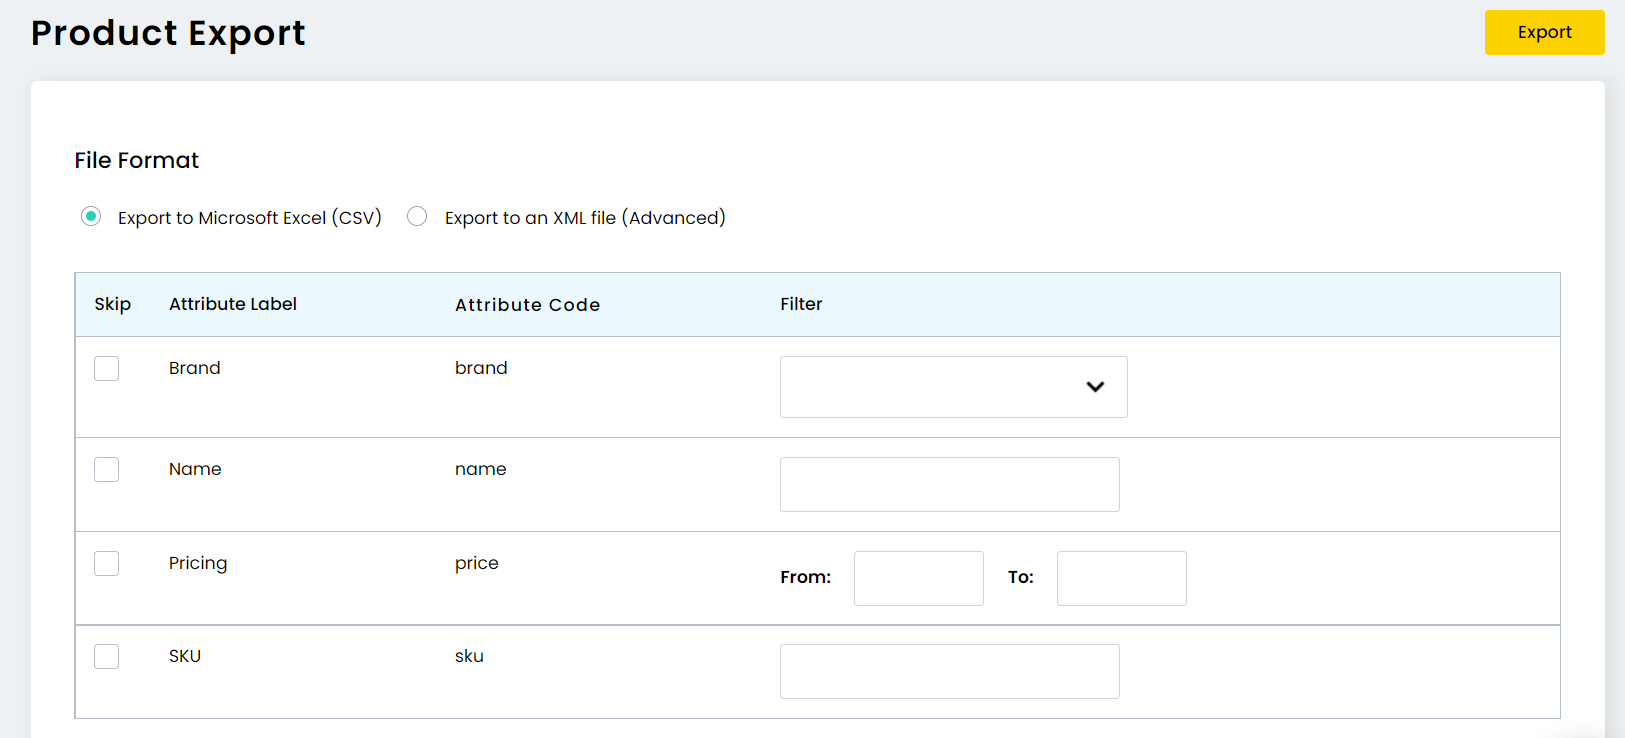 Product Export
Export
File Format
Export to Microsoft Excel (CSV) Export to an XML file (Advanced)
Skip Attribute Label Attribute Code Filter
Brand brand
Name name
Pricing price From: To:
SKU sku